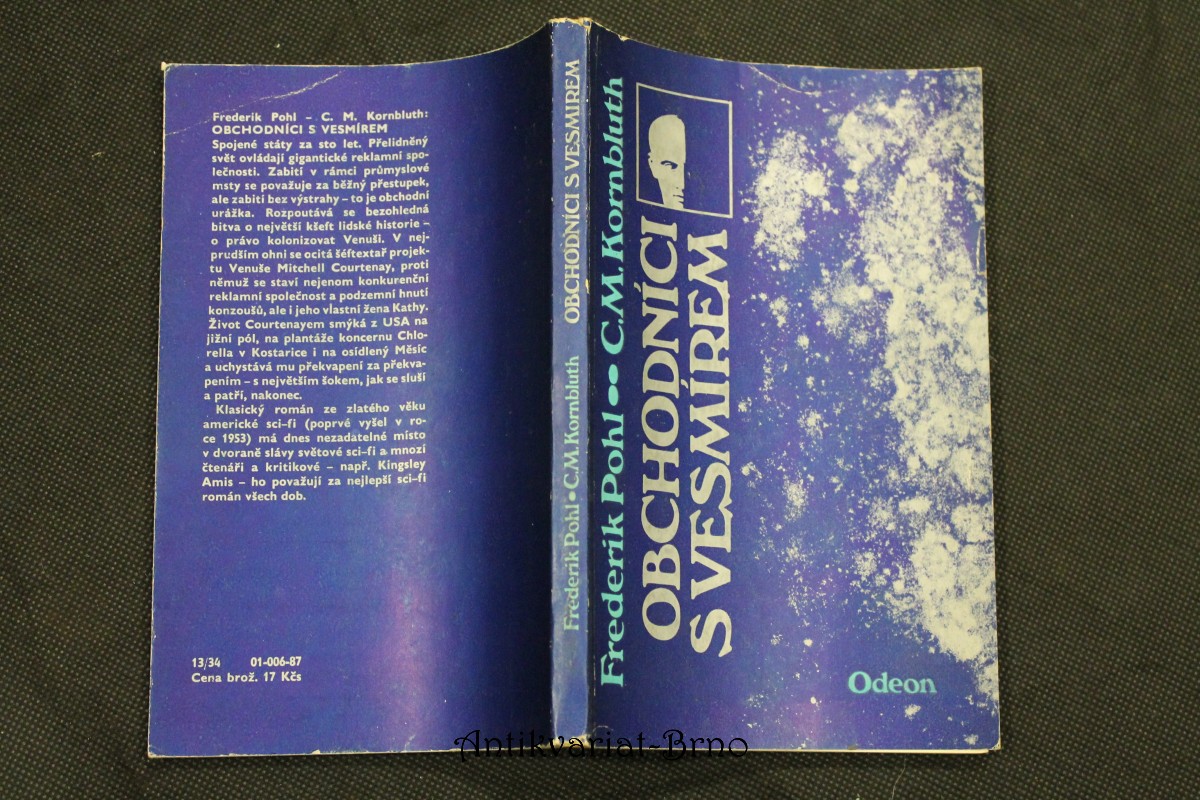 Frederik Pohl – C. M. Kornbluth:
OBCHODNÍCI S VESMÍREM
Spojené státy za sto let. Přelidněný
svět ovládají gigantické reklamní spo-
lečnosti. Zabití v rámci průmyslové
msty se považuje za běžný přestupek,
ale zabití bez výstrahy – to je obchodní
urážka. Rozpoutává se bezohledná
bitva o největší kšeft lidské historie –
o právo kolonizovat Venuši. V nej-
prudším ohni se ocitá šéftextař projek-
tu Venuše Mitchell Courtenay, proti
němuž se staví nejenom konkurenční
reklamní společnost a podzemní hnutí
konzoušů, ale i jeho vlastní žena Kathy.
Život Courtenayem smýká z USA na
jižní pól, na plantáže koncernu Chlo-
rella v Kostarice i na osídlený Měsíc
a uchystává mu překvapení za překva-
pením – s největším šokem, jak se sluší
a patří, nakonec.
Klasický román ze zlatého věku
americké sci-fi (poprvé vyšel v ro-
ce 1953) má dnes nezadatelné místo
v dvoraně slávy světové sci-fi a mnozí
čtenáři a kritikové – např. Kingsley
Amis – ho považují za nejlepší sci-fi
román všech dob.
13/34 01-006-87
Cena brož. 17 Kčs
Frederik Pohl • C.M. Kornbluth OBCHODNÍCI S VESMÍREM
Frederik Pohl •• C.M. Kornbluth
OBCHODNÍCI
S VESMÍREM
Odeon
Antikvariat-Brno